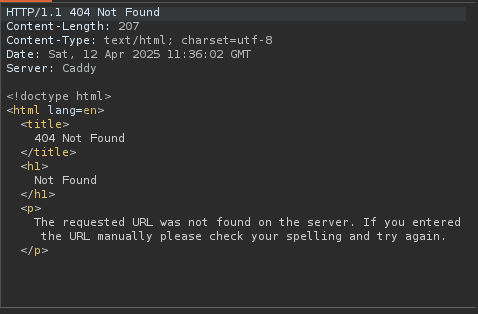 HTTP/1.1 404 Not Found
Content-Length: 207
Content-Type: text/html; charset=utf-8
Date: Sat, 12 Apr 2025 11:36:02 GMT
Server: Caddy

<!doctype html>
<html lang=en>
  <title>
    404 Not Found
  </title>
  <h1>
    Not Found
  </h1>
  <p>
    The requested URL was not found on the server. If you entered
     the URL manually please check your spelling and try again.
  </p>